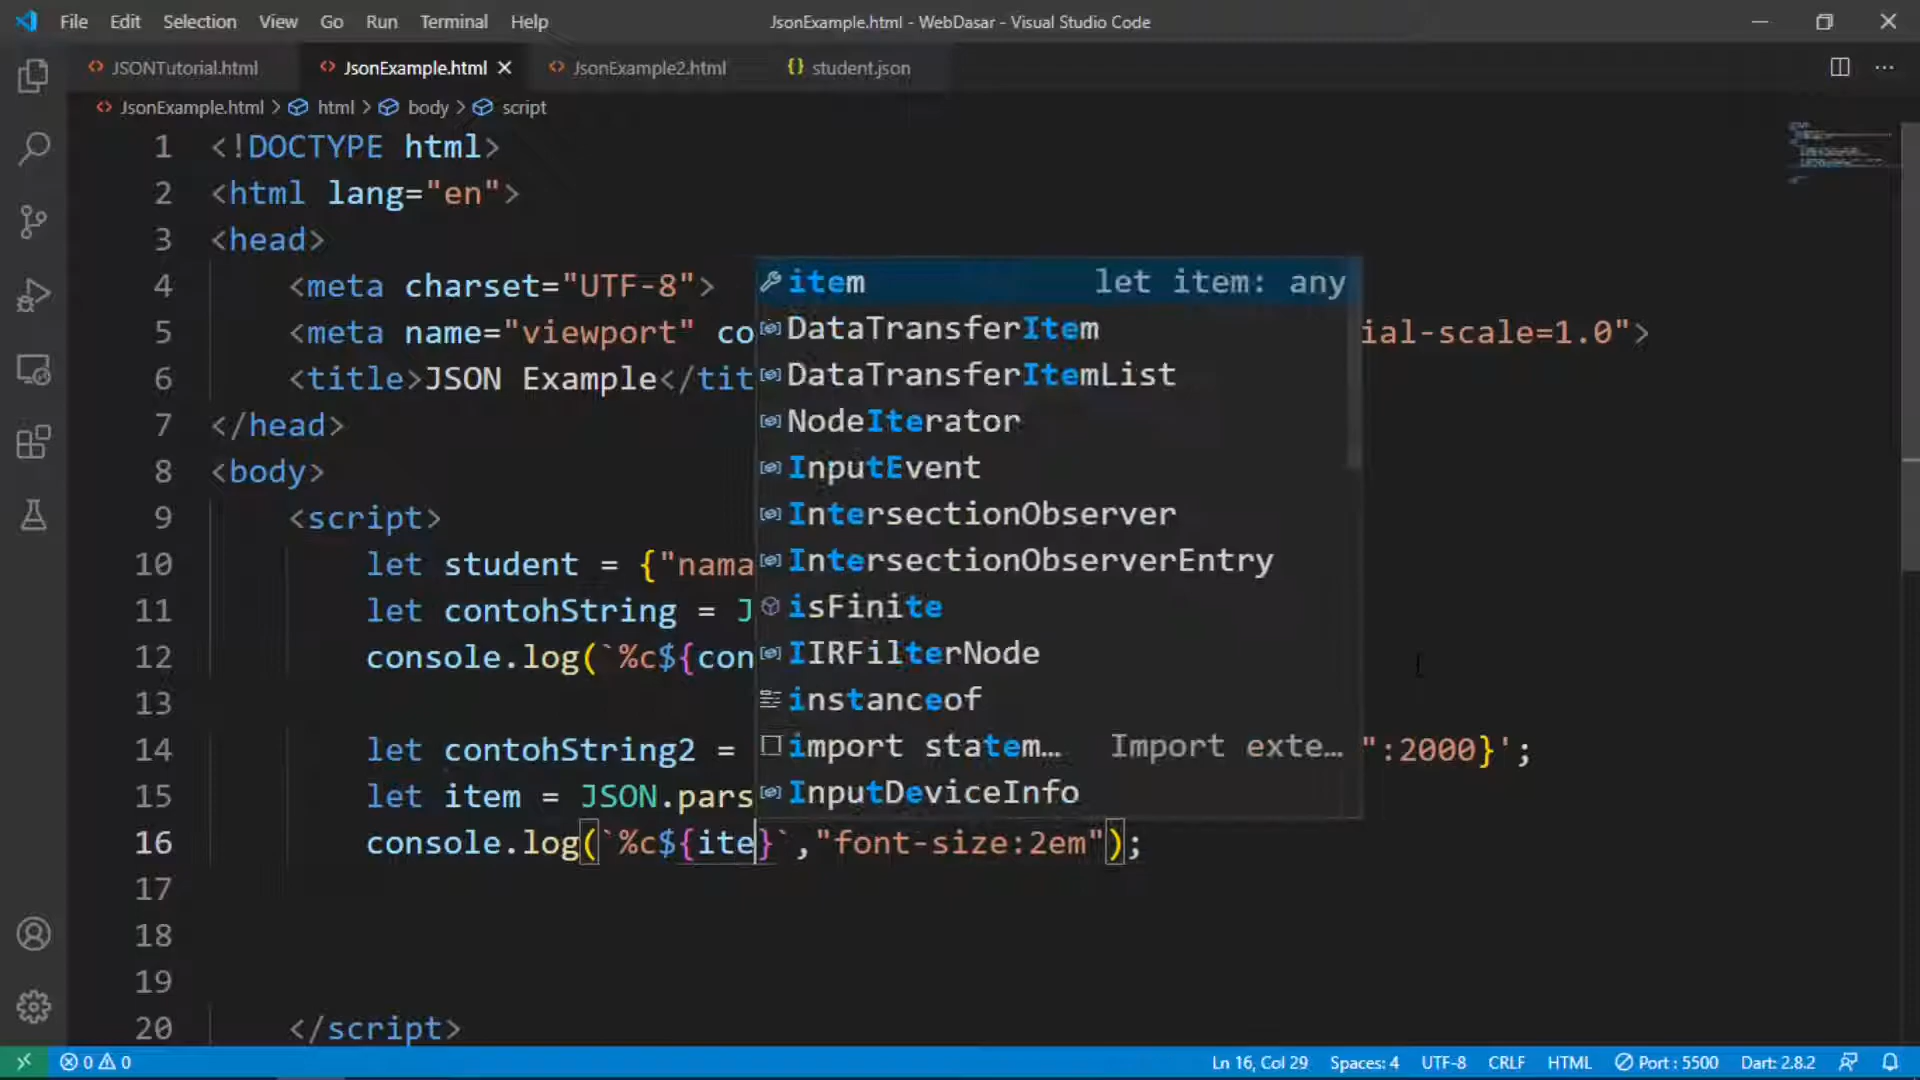 File Edit Selection View Go Run Terminal Help JsonExample.html - WebDasar - Visual Studio Code
JSONTutorial.html JsonExample.html JsonExample2.html {} student.json
JsonExample.html > html > body > script
1 <!DOCTYPE html>
2 <html lang="en">
3 <head>
4 <meta charset="UTF-8">
5 <meta name="viewport" co ial-scale=1.0">
6 <title>JSON Example</tit
7 </head>
8 <body>
9 <script>
10 let student = {"nama
11 let contohString = J
12 console.log(`%c${con
13
14 let contohString2 = ":2000}';
15 let item = JSON.pars
16 console.log(`%c${ite}`,"font-size:2em");
17
18
19
20 </script>
item let item: any
DataTransferItem
DataTransferItemList
NodeIterator
InputEvent
IntersectionObserver
IntersectionObserverEntry
isFinite
IIRFilterNode
instanceof
import statem… Import exte…
InputDeviceInfo
0 0 Ln 16, Col 29 Spaces: 4 UTF-8 CRLF HTML Port : 5500 Dart: 2.8.2